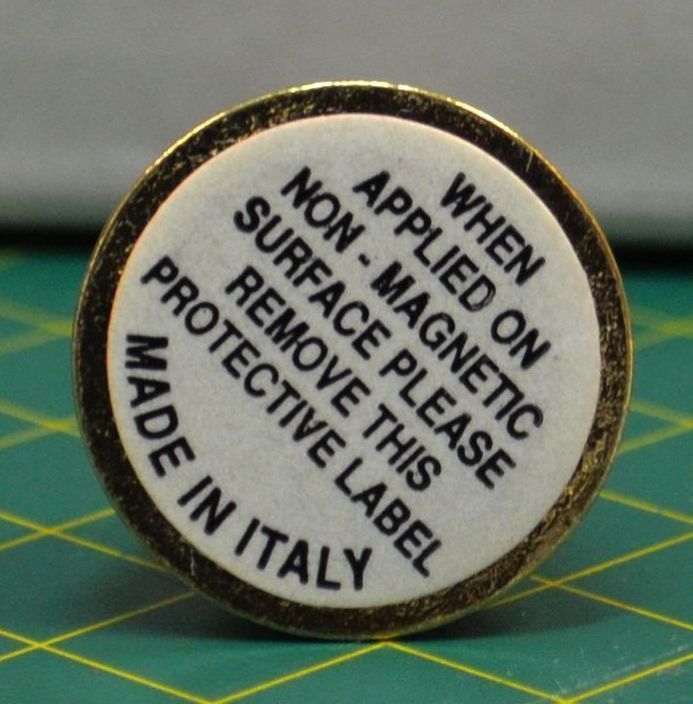 WHEN
APPLIED ON
NON - MAGNETIC
SURFACE PLEASE
REMOVE THIS
PROTECTIVE LABEL
MADE IN ITALY